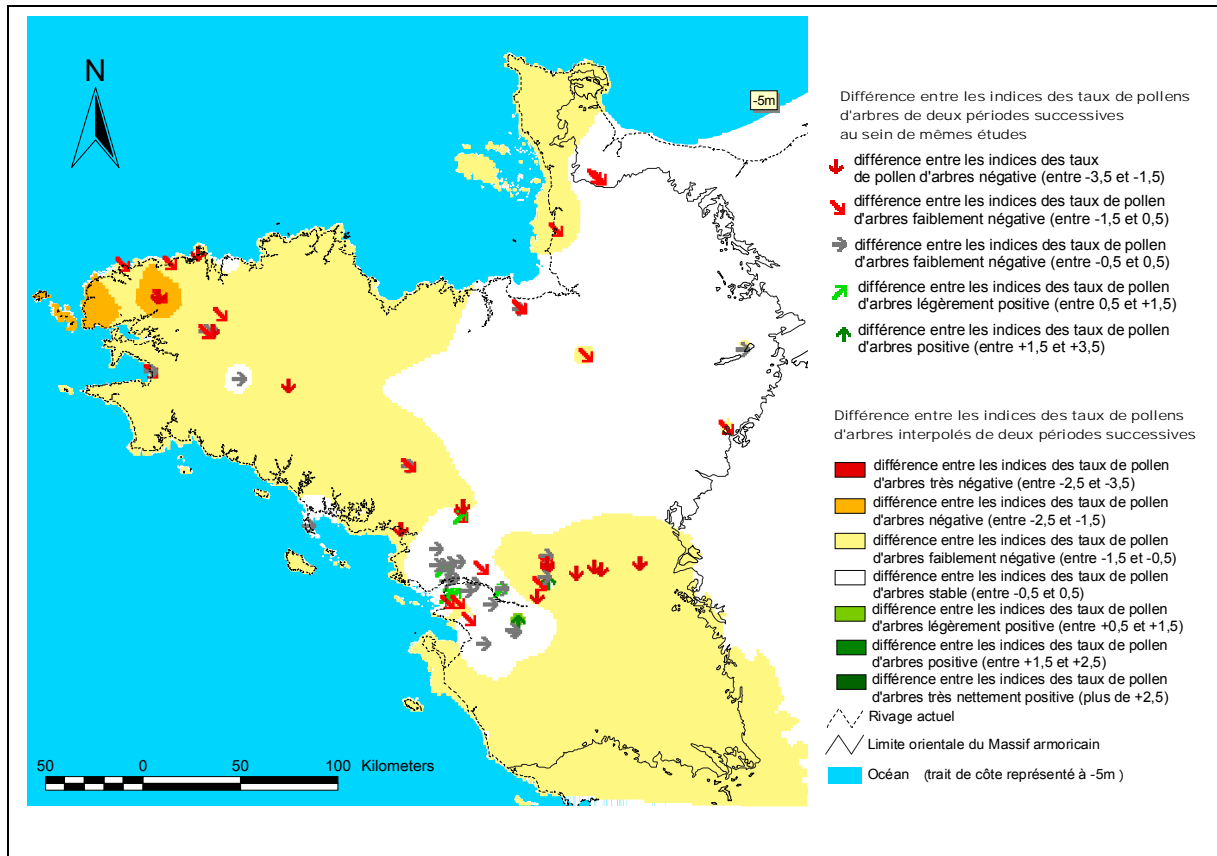 N
-5m
50 0 50 100 Kilometers
Différence entre les indices des taux de pollens
d'arbres de deux périodes successives
au sein de mêmes études
différence entre les indices des taux
de pollen d'arbres négative (entre -3,5 et -1,5)
différence entre les indices des taux de pollen
d'arbres faiblement négative (entre -1,5 et 0,5)
différence entre les indices des taux de pollen
d'arbres faiblement négative (entre -0,5 et 0,5)
différence entre les indices des taux de pollen
d'arbres légèrement positive (entre 0,5 et +1,5)
différence entre les indices des taux de pollen
d'arbres positive (entre +1,5 et +3,5)
Différence entre les indices des taux de pollens
d'arbres interpolés de deux périodes successives
différence entre les indices des taux de pollen
d'arbres très négative (entre -2,5 et -3,5)
différence entre les indices des taux de pollen
d'arbres négative (entre -2,5 et -1,5)
différence entre les indices des taux de pollen
d'arbres faiblement négative (entre -1,5 et -0,5)
différence entre les indices des taux de pollen
d'arbres stable (entre -0,5 et 0,5)
différence entre les indices des taux de pollen
d'arbres légèrement positive (entre +0,5 et +1,5)
différence entre les indices des taux de pollen
d'arbres positive (entre +1,5 et +2,5)
différence entre les indices des taux de pollen
d'arbres très nettement positive (plus de +2,5)
Rivage actuel
Limite orientale du Massif armoricain
Océan (trait de côte représenté à -5m )